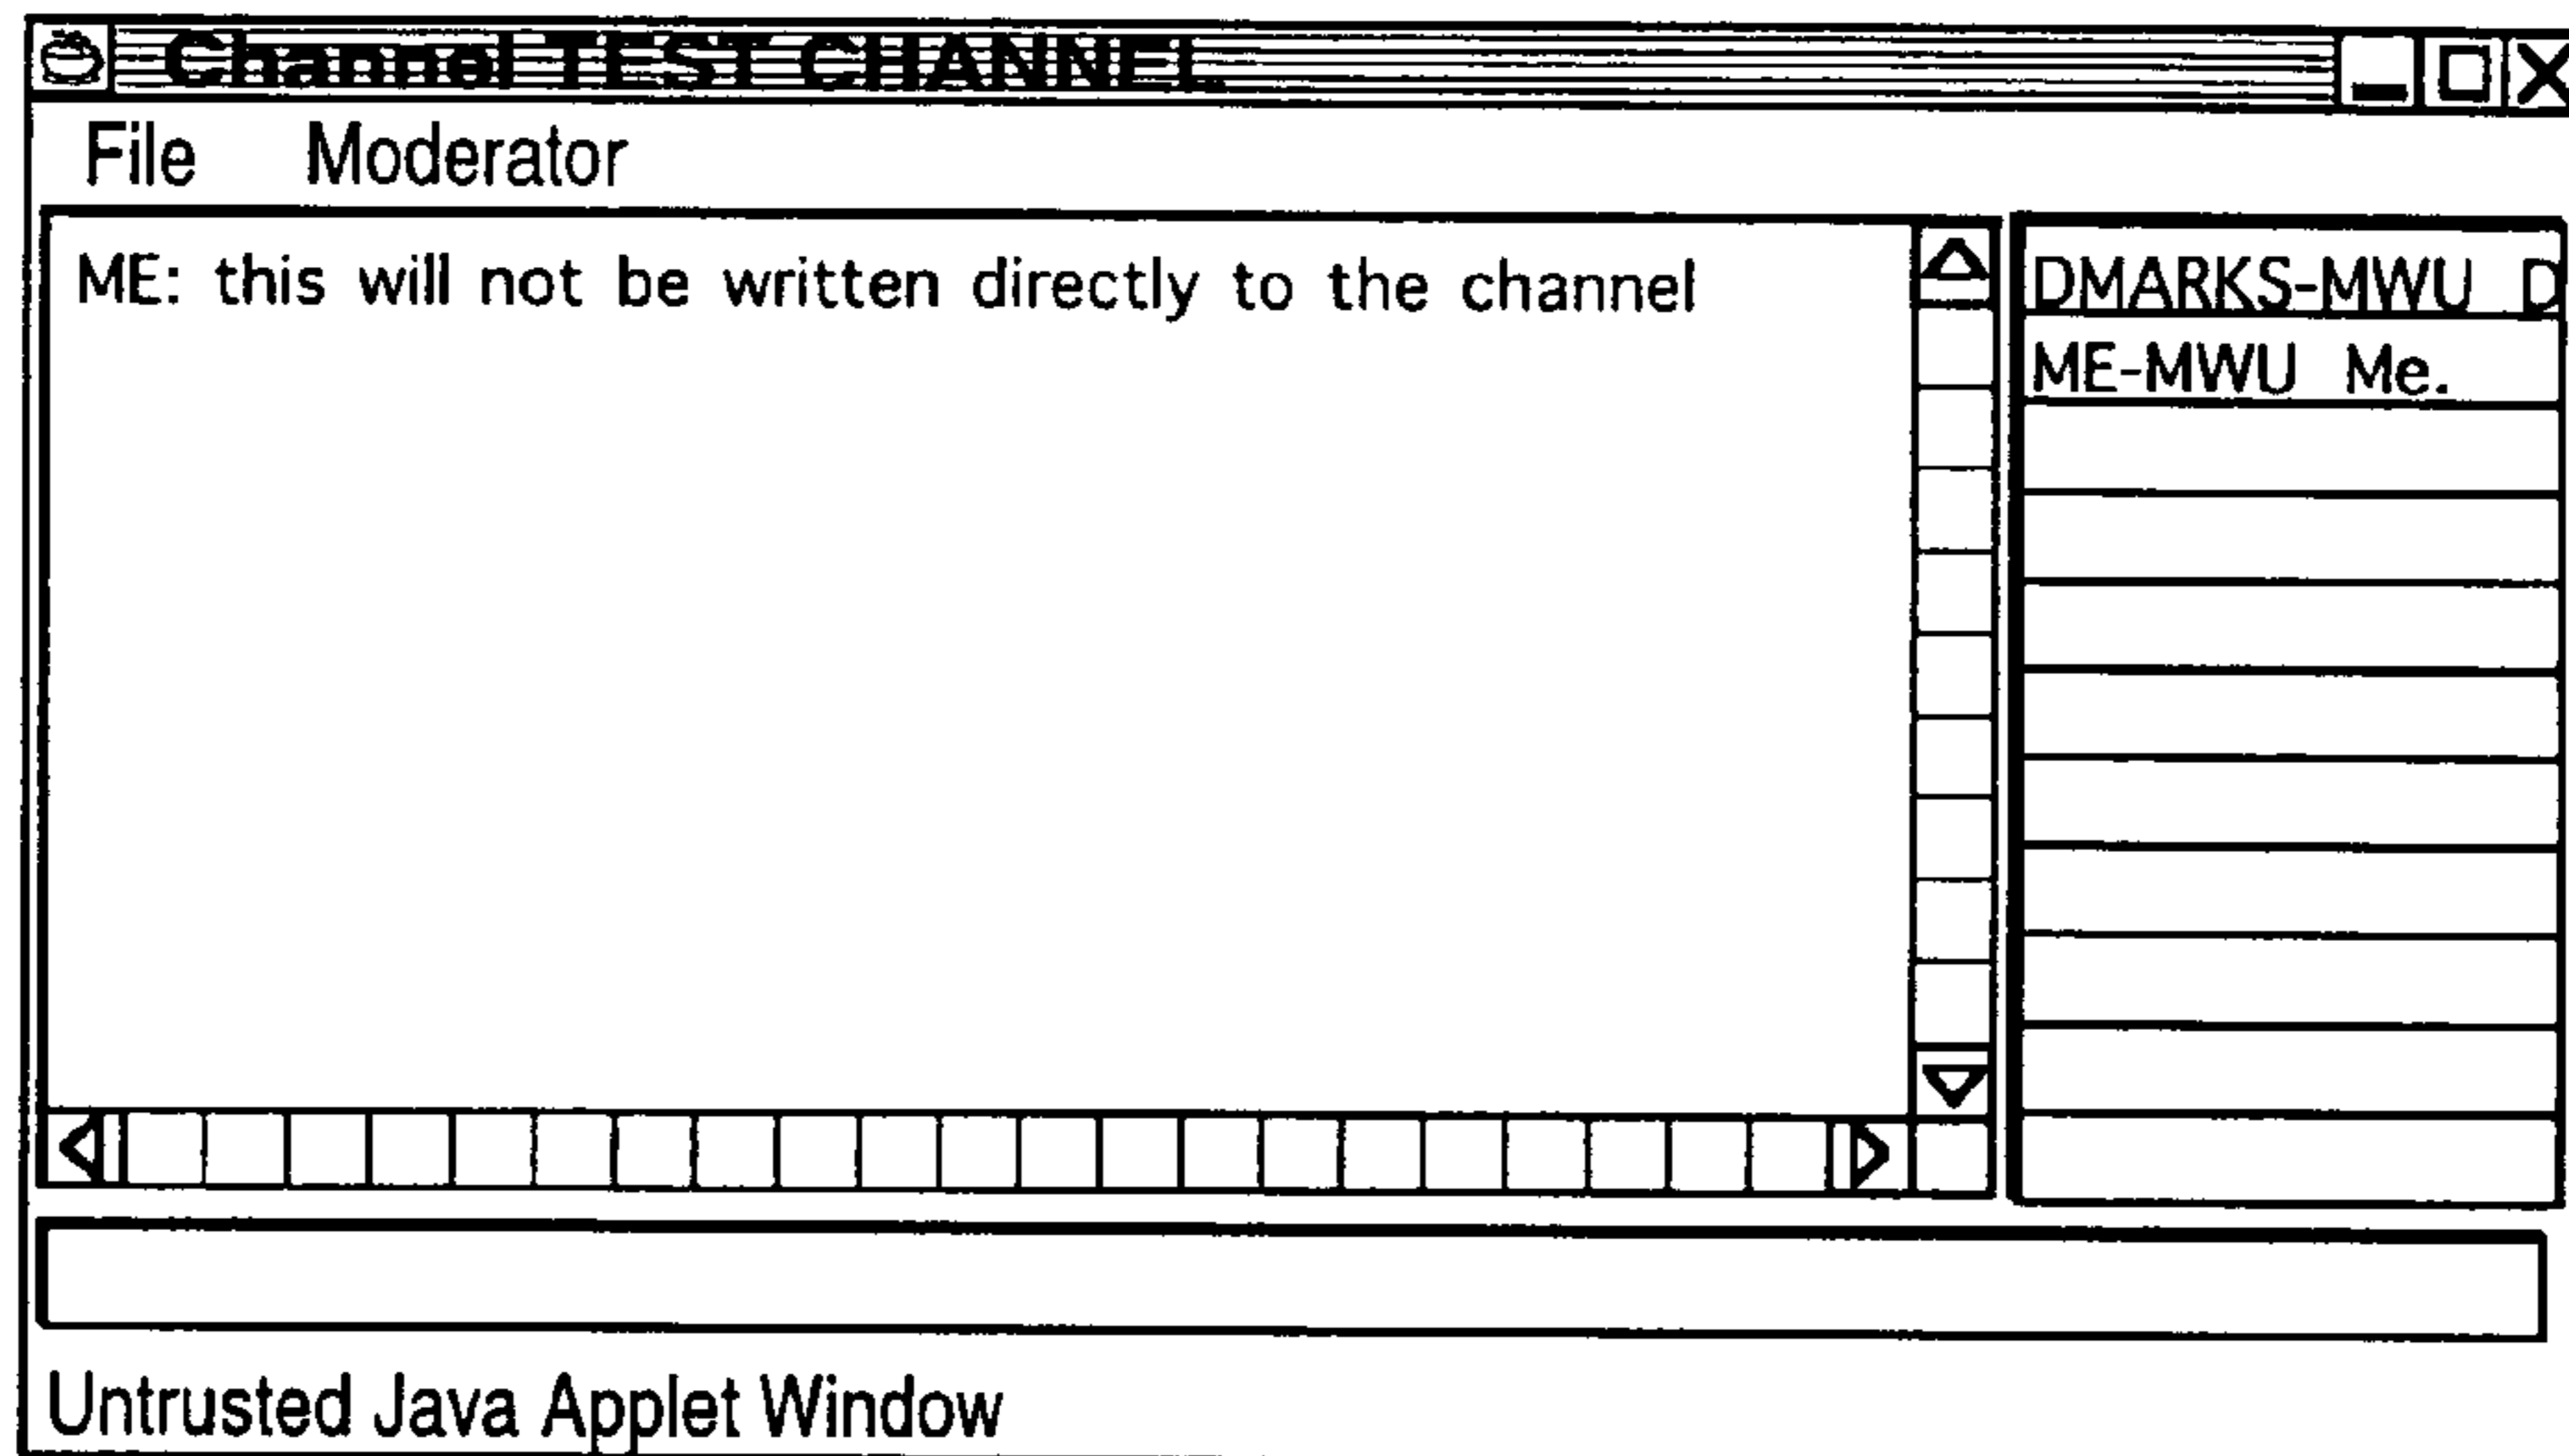 Channel TEST CHANNEL
File Moderator
ME: this will not be written directly to the channel
DMARKS-MWU D
ME-MWU Me.
Untrusted Java Applet Window